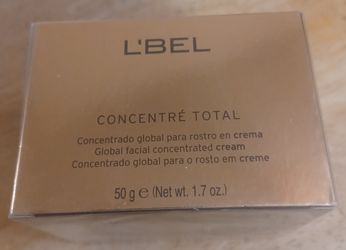 L'BEL
CONCENTRÉ TOTAL
Concentrado global para rostro en crema
Global facial concentrated cream
Concentrado global para o rosto em creme
50 g ℮ (Net wt. 1.7 oz.)